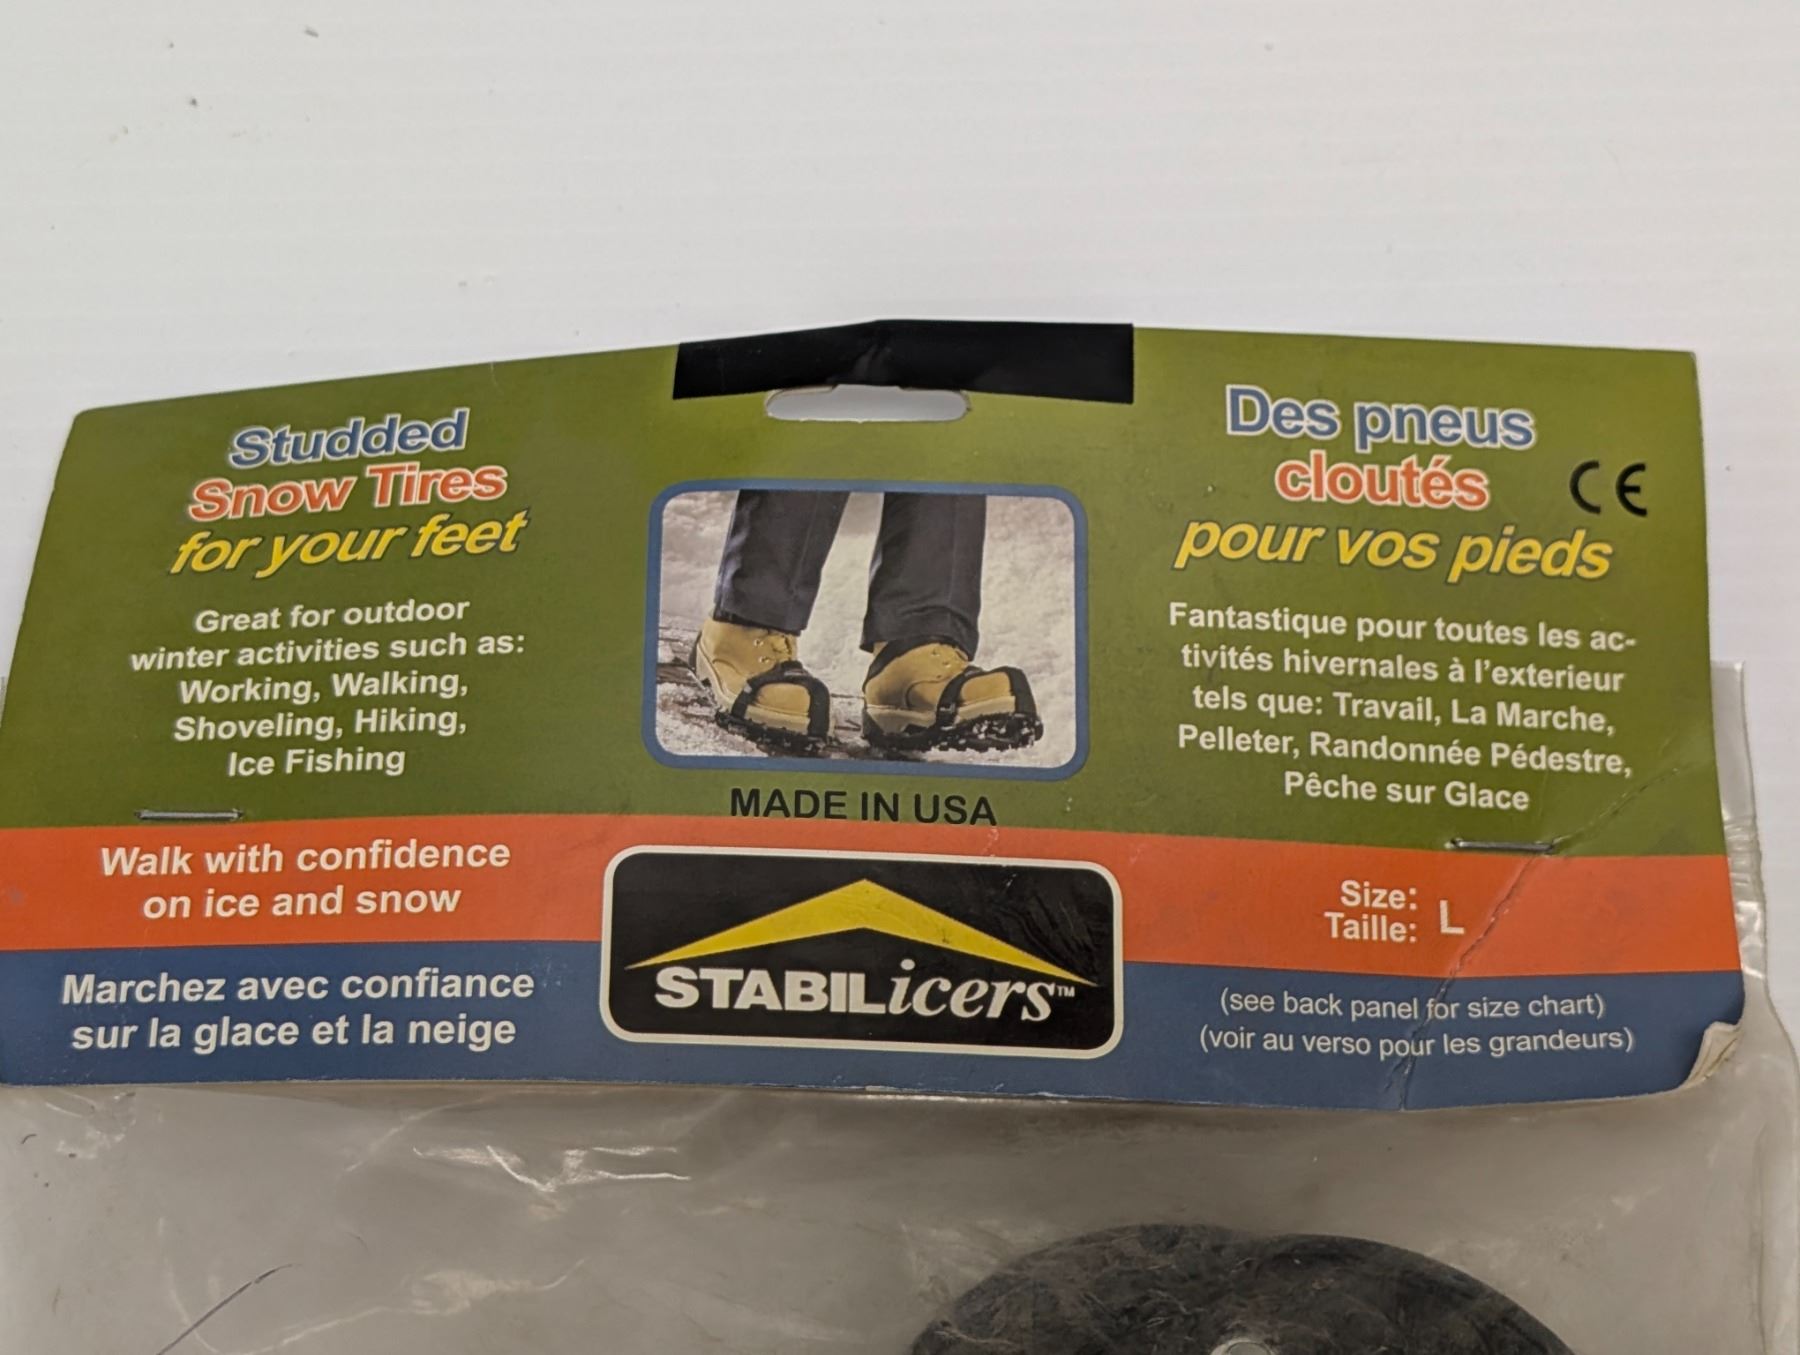 Studded
Snow Tires
for your feet
Great for outdoor
winter activities such as:
Working, Walking,
Shoveling, Hiking,
Ice Fishing
Walk with confidence
on ice and snow
Marchez avec confiance
sur la glace et la neige
MADE IN USA
STABILicers™
Des pneus
cloutés
pour vos pieds
CE
Fantastique pour toutes les ac-
tivités hivernales à l'exterieur
tels que: Travail, La Marche,
Pelleter, Randonnée Pédestre,
Pêche sur Glace
Size:
Taille: L
(see back panel for size chart)
(voir au verso pour les grandeurs)